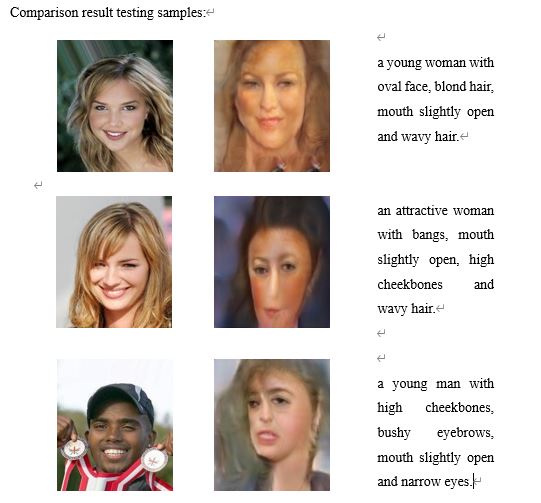 Comparison result testing samples:
a young woman with
oval face, blond hair,
mouth slightly open
and wavy hair.
an attractive woman
with bangs, mouth
slightly open, high
cheekbones and
wavy hair.
a young man with
high cheekbones,
bushy eyebrows,
mouth slightly open
and narrow eyes.